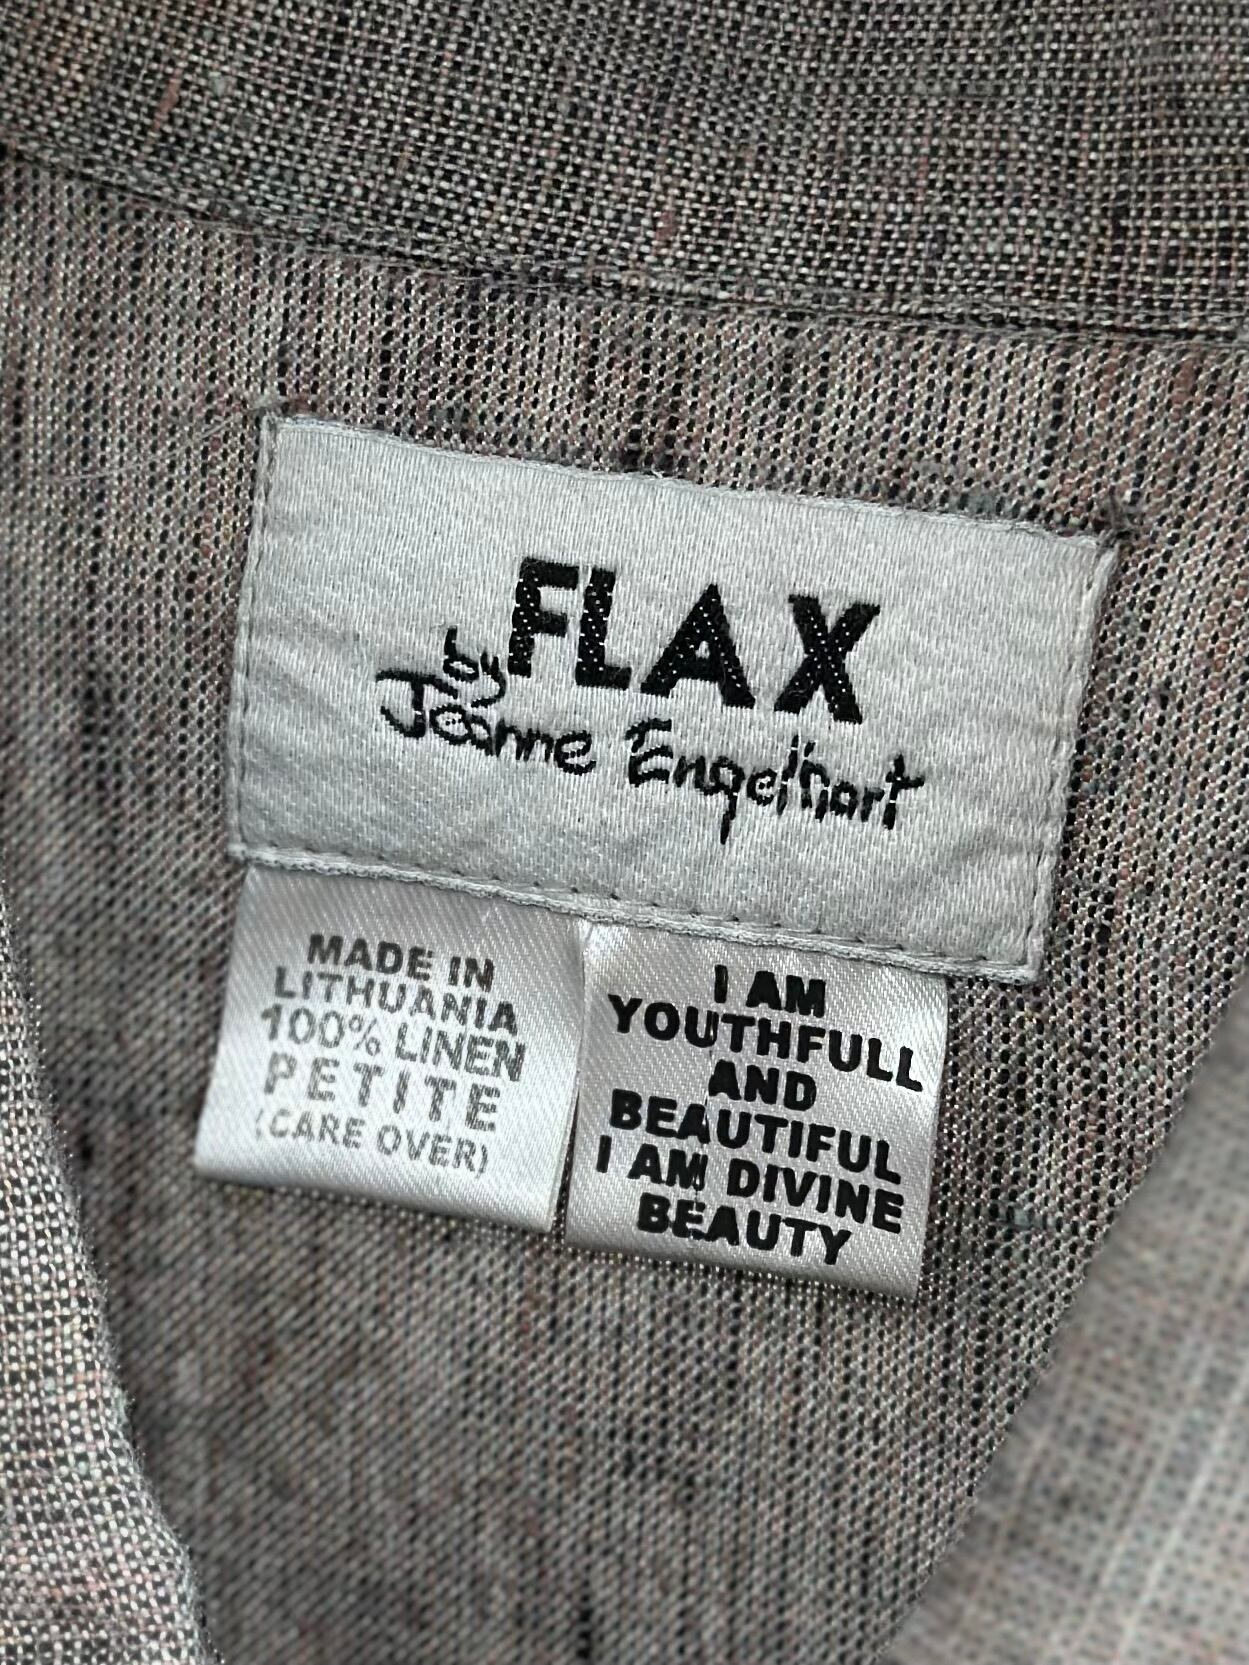 FLAX
by
Jeanne Engelhart
MADE IN
LITHUANIA
100% LINEN
PETITE
(CARE OVER)
I AM
YOUTHFULL
AND
BEAUTIFUL
I AM DIVINE
BEAUTY